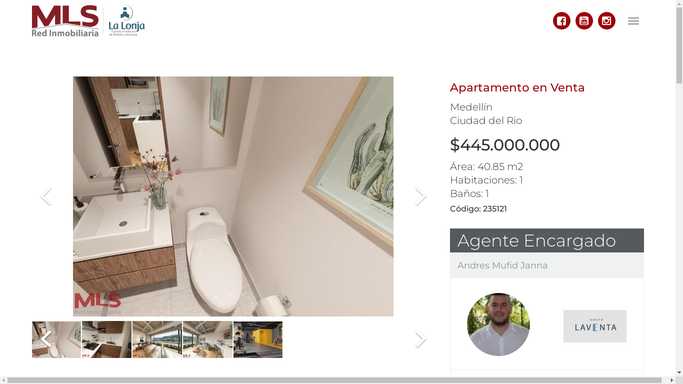 MLS
Red Inmobiliaria
La Lonja
Apartamento en Venta
Medellín
Ciudad del Rio
$445.000.000
Área: 40.85 m2
Habitaciones: 1
Baños: 1
Código: 235121
Agente Encargado
Andres Mufid Janna
MLS
LAVENTA